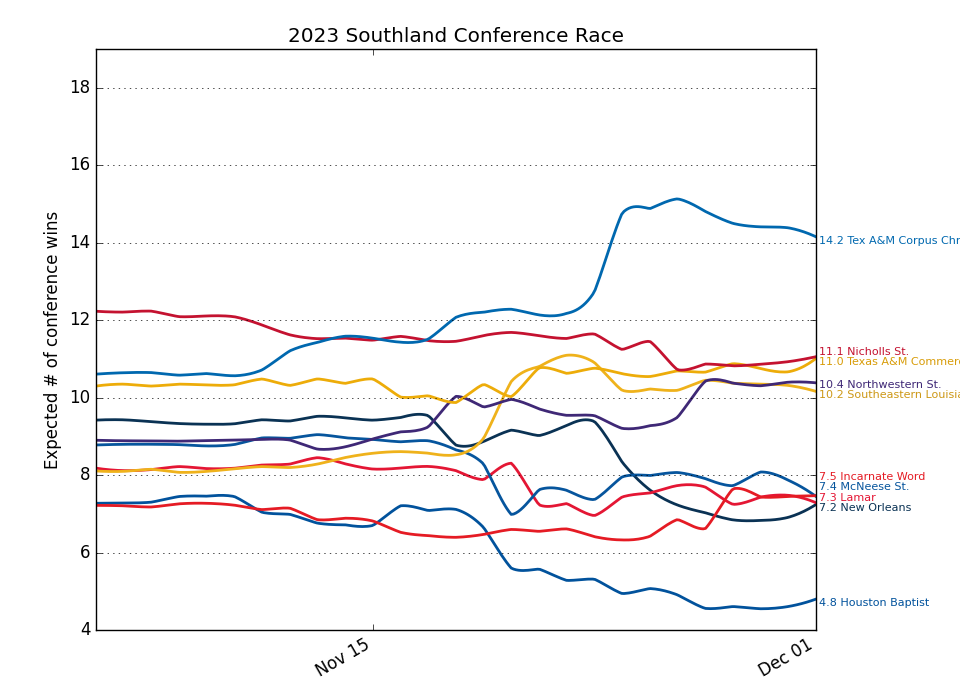 2023 Southland Conference Race
Expected # of conference wins
18
16
14
12
10
8
6
4
Nov 15
Dec 01
14.2 Tex A&M Corpus Chr
11.1 Nicholls St.
11.0 Texas A&M Commerc
10.4 Northwestern St.
10.2 Southeastern Louisia
7.5 Incarnate Word
7.4 McNeese St.
7.3 Lamar
7.2 New Orleans
4.8 Houston Baptist